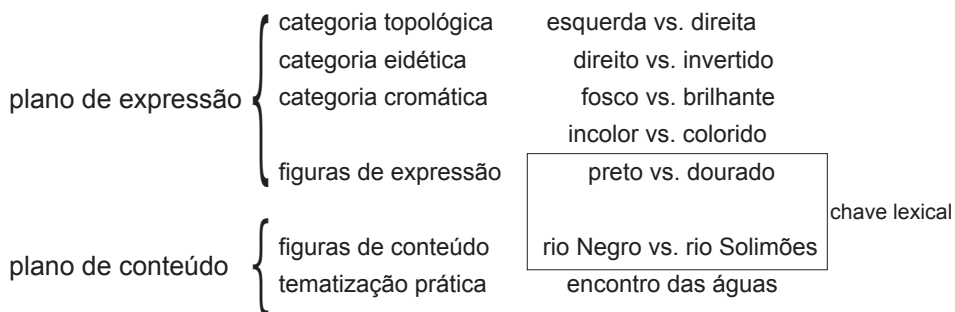 categoria topológica esquerda vs. direita
categoria eidética direito vs. invertido
plano de expressão categoria cromática fosco vs. brilhante
incolor vs. colorido
figuras de expressão preto vs. dourado
chave lexical
figuras de conteúdo rio Negro vs. rio Solimões
plano de conteúdo
tematização prática encontro das águas